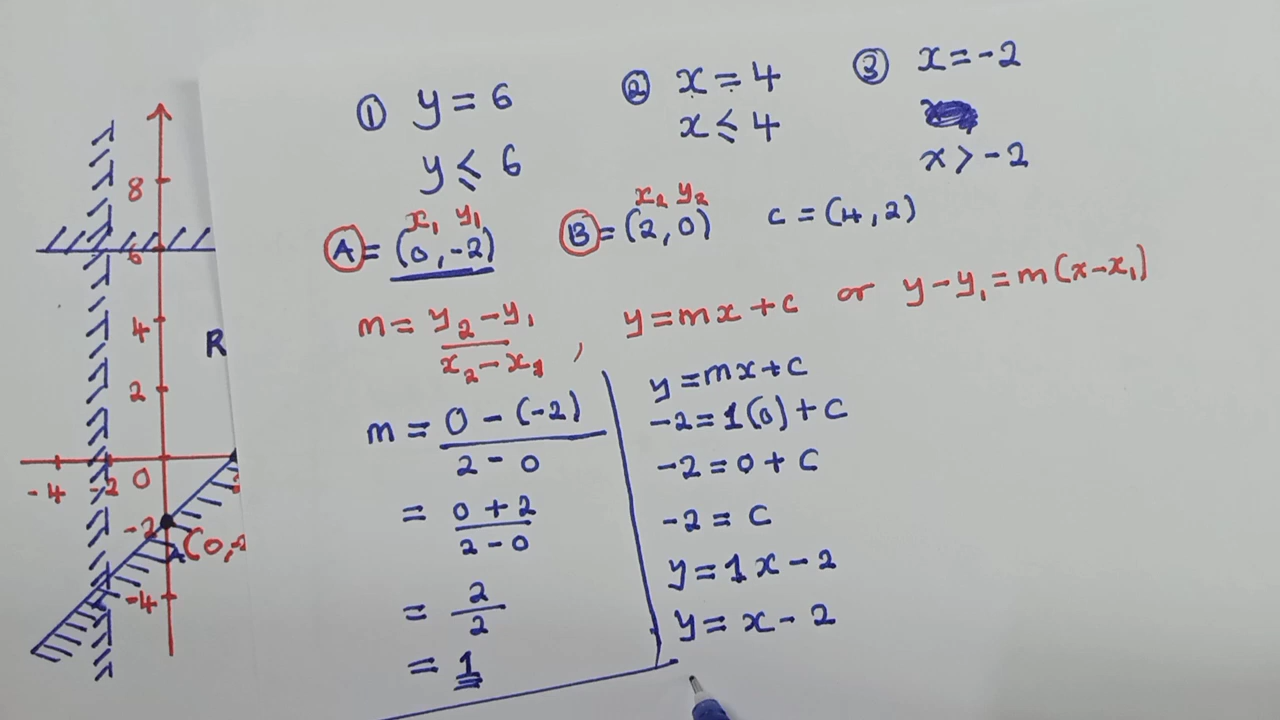 ① y = 6
y ≤ 6
② x = 4
x ≤ 4
③ x = -2
x > -2
x₁ y₁
A = (0, -2)
x₂ y₂
B = (2, 0)
C = (4, 2)
m = y₂ - y₁ / x₂ - x₁ , y = mx + c or y - y₁ = m(x - x₁)
m = 0 - (-2) / 2 - 0
= 0 + 2 / 2 - 0
= 2 / 2
= 1
y = mx + c
-2 = 1(0) + c
-2 = 0 + c
-2 = c
y = 1x - 2
y = x - 2
8
6
4
R
2
-4 -2 0
-2
A (0, -2
-4